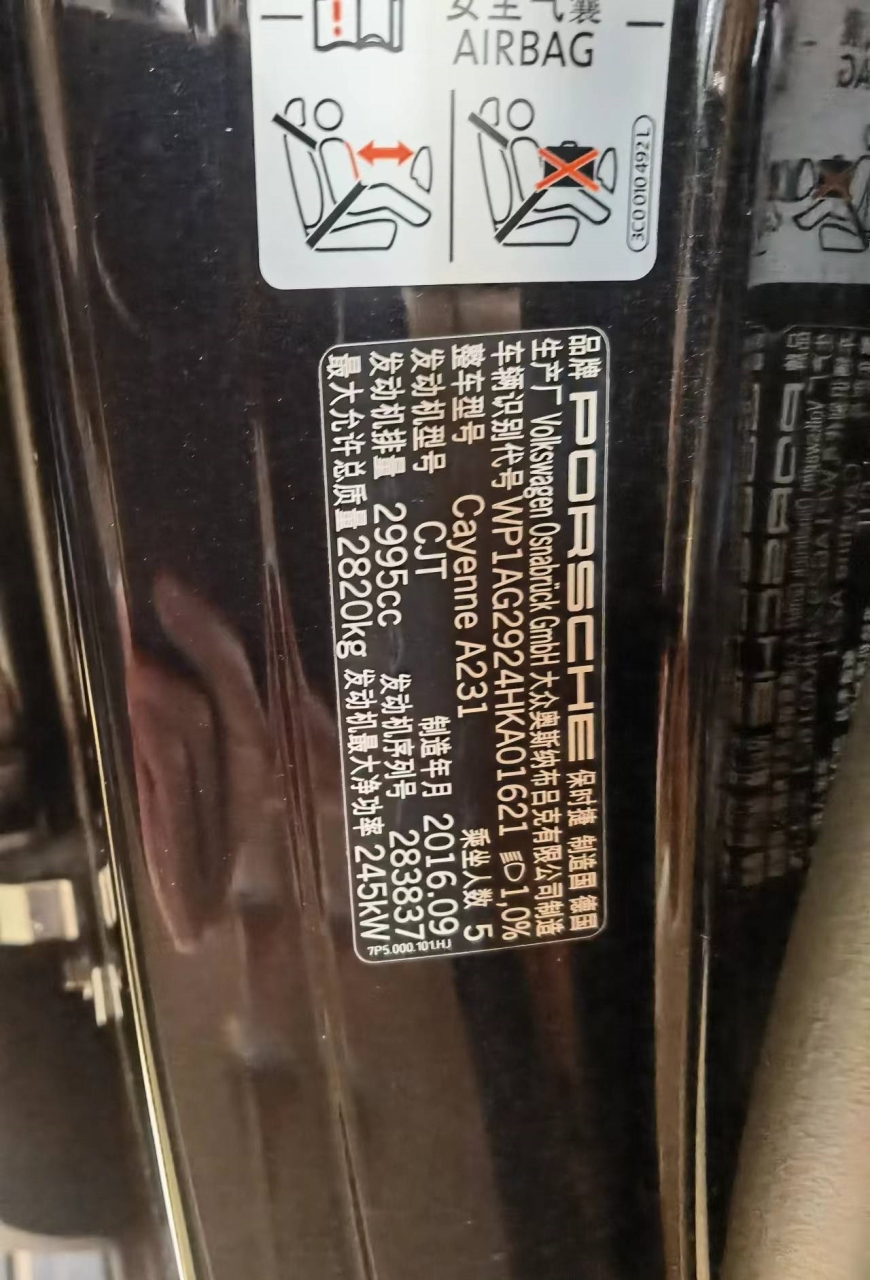 安全气囊
AIRBAG
3C0 010 492 L
品牌 PORSCHE 保时捷 制造国 德国
生产厂 Volkswagen Osnabrück GmbH 大众奥斯纳布吕克有限公司制造
车辆识别代号 WP1AG2924HKA01621 1,0%
整车型号 Cayenne A231 乘坐人数 5
发动机型号 CJT 制造年月 2016.09
发动机排量 2995cc 发动机序列号 283837
最大允许总质量 2820kg 发动机最大净功率 245kW
7P5.000.101.HJ